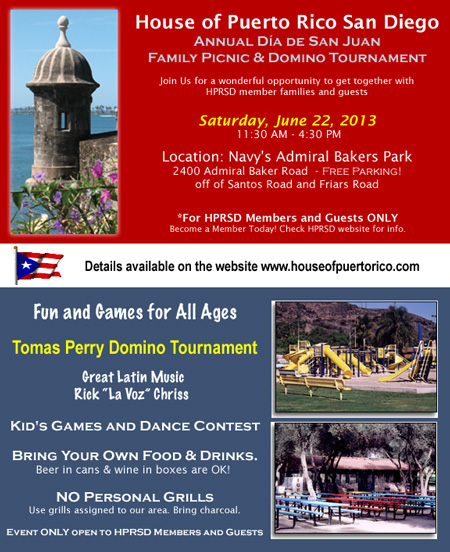 House of Puerto Rico San Diego
Annual Día de San Juan
Family Picnic & Domino Tournament
Join Us for a wonderful opportunity to get together with
HPRSD member families and guests
Saturday, June 22, 2013
11:30 AM - 4:30 PM
Location: Navy's Admiral Bakers Park
2400 Admiral Baker Road - Free Parking!
off of Santos Road and Friars Road
*For HPRSD Members and Guests ONLY
Become a Member Today! Check HPRSD website for info.
Details available on the website www.houseofpuertorico.com
Fun and Games for All Ages
Tomas Perry Domino Tournament
Great Latin Music
Rick "La Voz" Chriss
Kid's Games and Dance Contest
Bring Your Own Food & Drinks.
Beer in cans & wine in boxes are OK!
NO Personal Grills
Use grills assigned to our area. Bring charcoal.
Event ONLY open to HPRSD Members and Guests